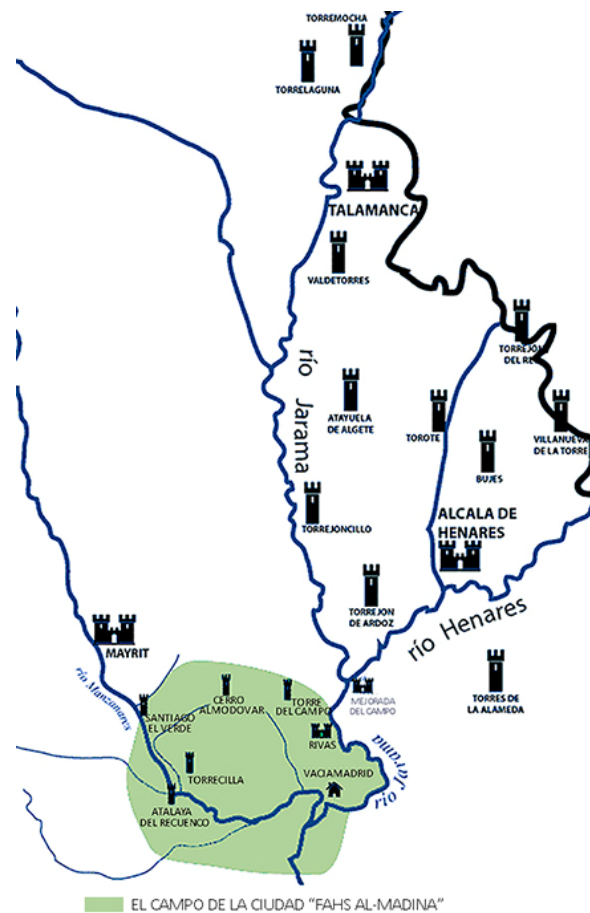 TORREMOCHA
TORRELAGUNA
TALAMANCA
VALDETORRES
río Jarama
TORREJON
DEL RE
ATAYUELA
DE ALGETE
TOROTE
VILLANUEVA
DE LA TORRE
BUJES
ALCALA DE
HENARES
TORREJONCILLO
TORREJON
DE ARDOZ
río Henares
MAYRIT
río Manzanares
TORRES DE
LA ALAMEDA
MEJORADA
DEL CAMPO
CERRO
ALMODOVAR
TORRE
DEL CAMPO
SANTIAGO
EL VERDE
RIVAS
río Jarama
TORRECILLA
VACIAMADRID
ATALAYA
DEL RECUENCO
EL CAMPO DE LA CIUDAD "FAHS AL-MADINA"